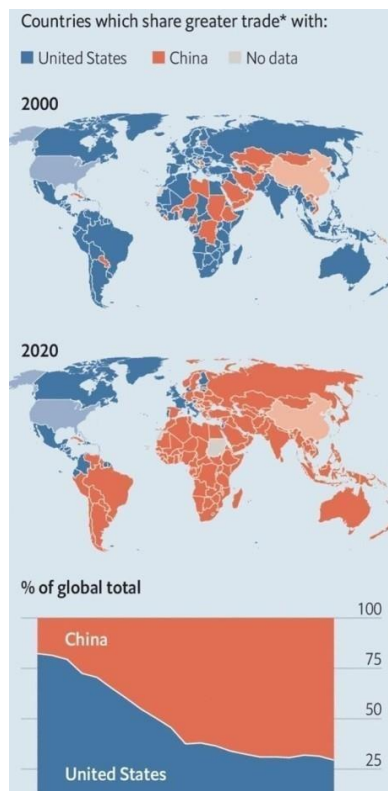 Countries which share greater trade* with:
United States China No data
2000
2020
% of global total
100
China
75
50
25
United States